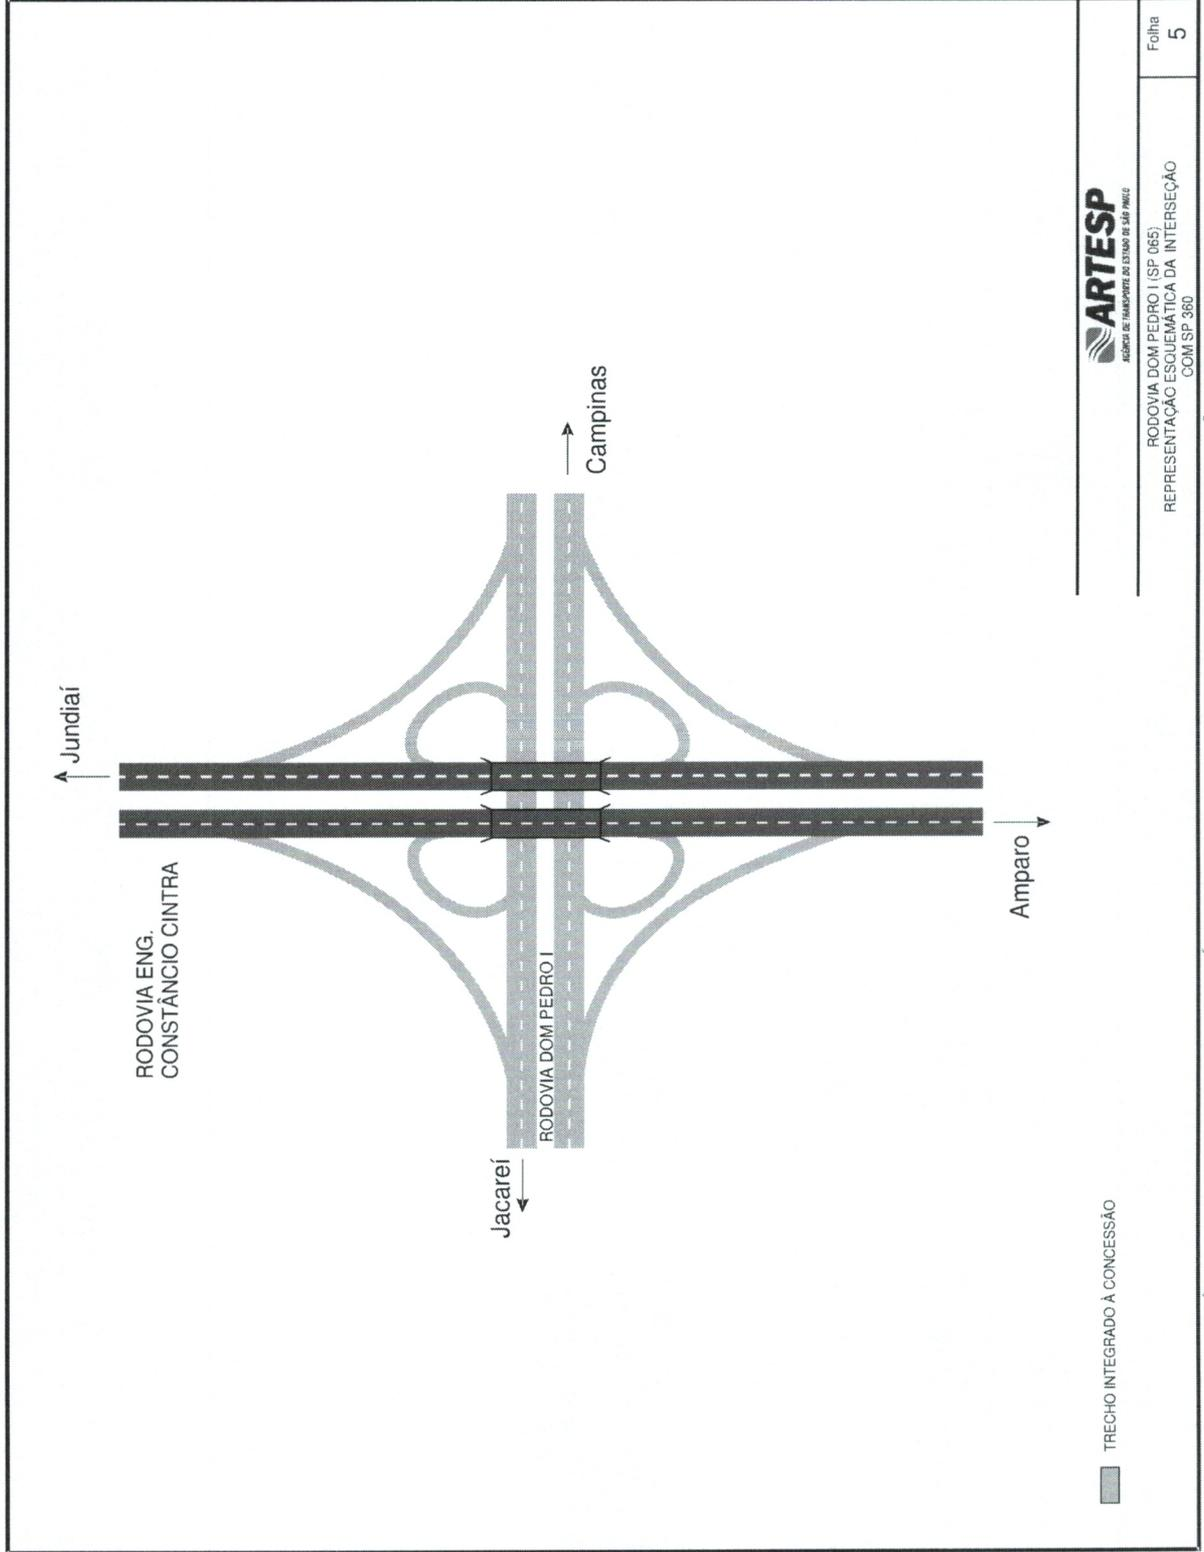 Jundiaí
RODOVIA ENG.
CONSTÂNCIO CINTRA
Jacareí
RODOVIA DOM PEDRO I
Campinas
Amparo
TRECHO INTEGRADO À CONCESSÃO
ARTESP
AGÊNCIA DE TRANSPORTE DO ESTADO DE SÃO PAULO
RODOVIA DOM PEDRO I (SP 065)
REPRESENTAÇÃO ESQUEMÁTICA DA INTERSEÇÃO
COM SP 360
Folha
5